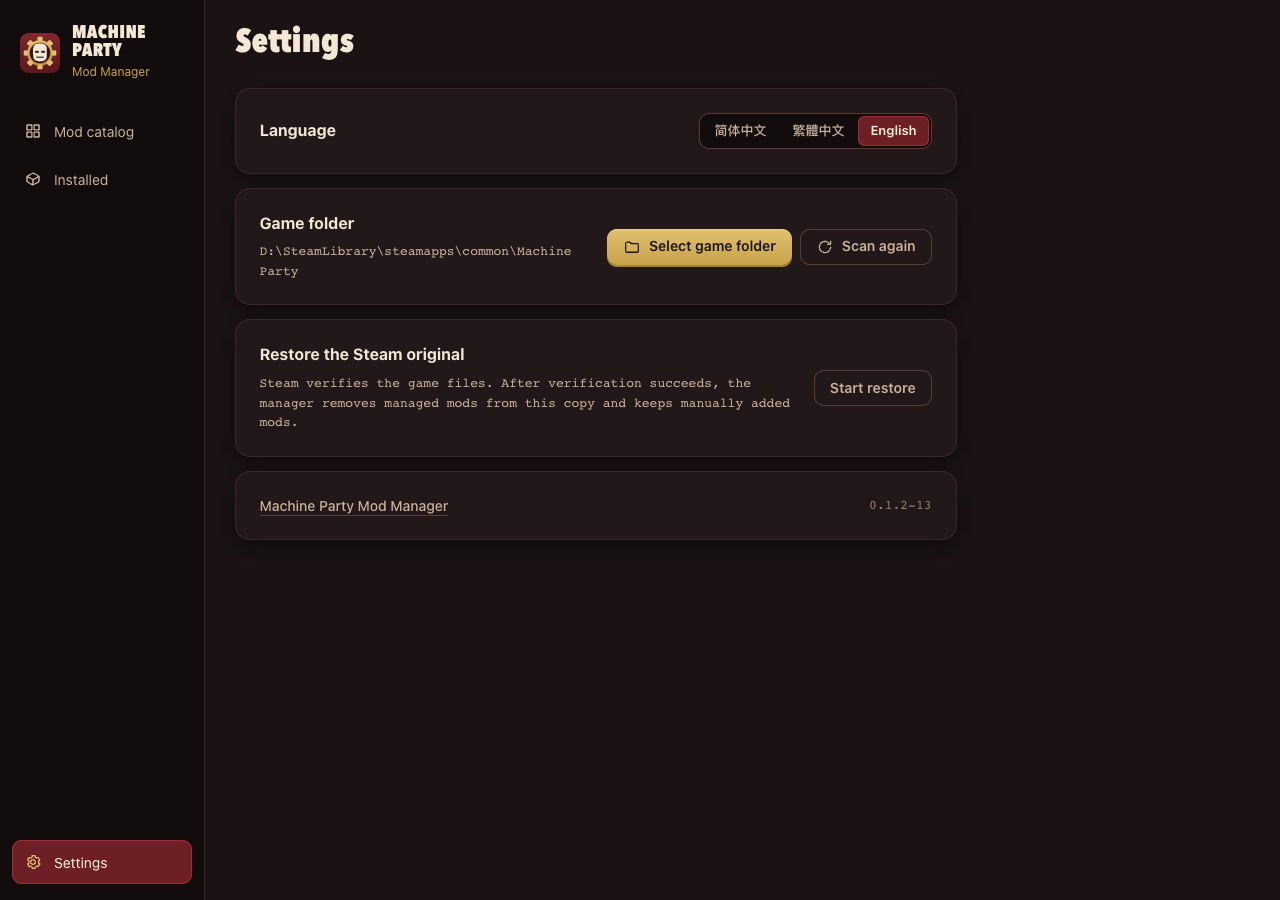 MACHINE
PARTY
Mod Manager
Mod catalog
Installed
Settings
Settings
Language
简体中文
繁體中文
English
Game folder
D:\SteamLibrary\steamapps\common\Machine
Party
Select game folder
Scan again
Restore the Steam original
Steam verifies the game files. After verification succeeds, the
manager removes managed mods from this copy and keeps manually added
mods.
Start restore
Machine Party Mod Manager
0.1.2-13